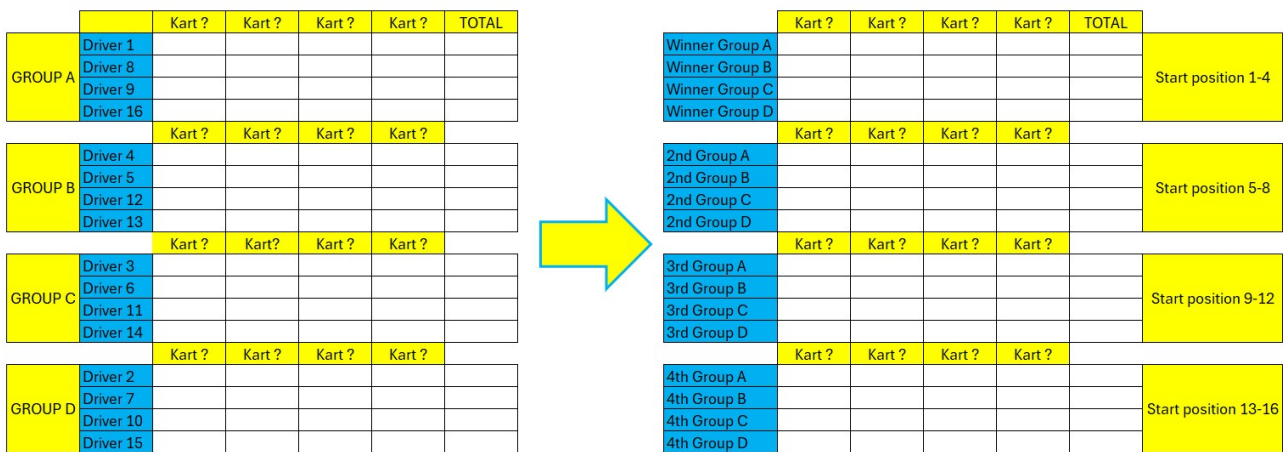 Kart ? Kart ? Kart ? Kart ? TOTAL
GROUP A
Driver 1
Driver 8
Driver 9
Driver 16
Kart ? Kart ? Kart ? Kart ?
GROUP B
Driver 4
Driver 5
Driver 12
Driver 13
Kart ? Kart? Kart ? Kart ?
GROUP C
Driver 3
Driver 6
Driver 11
Driver 14
Kart ? Kart ? Kart ? Kart ?
GROUP D
Driver 2
Driver 7
Driver 10
Driver 15
Kart ? Kart ? Kart ? Kart ? TOTAL
Winner Group A
Winner Group B
Winner Group C
Winner Group D
Start position 1-4
Kart ? Kart ? Kart ? Kart ?
2nd Group A
2nd Group B
2nd Group C
2nd Group D
Start position 5-8
Kart ? Kart ? Kart ? Kart ?
3rd Group A
3rd Group B
3rd Group C
3rd Group D
Start position 9-12
Kart ? Kart ? Kart ? Kart ?
4th Group A
4th Group B
4th Group C
4th Group D
Start position 13-16